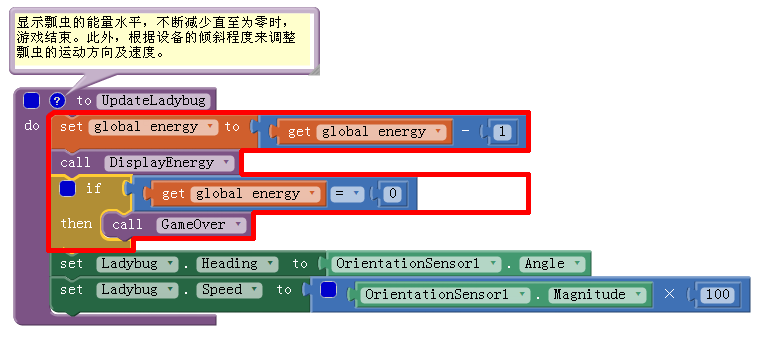 显示瓢虫的能量水平，不断减少直至为零时，
游戏结束。此外，根据设备的倾斜程度来调整
瓢虫的运动方向及速度。
? to UpdateLadybug
do set global energy to get global energy - 1
call DisplayEnergy
if get global energy = 0
then call GameOver
set Ladybug . Heading to OrientationSensor1 . Angle
set Ladybug . Speed to OrientationSensor1 . Magnitude × 100